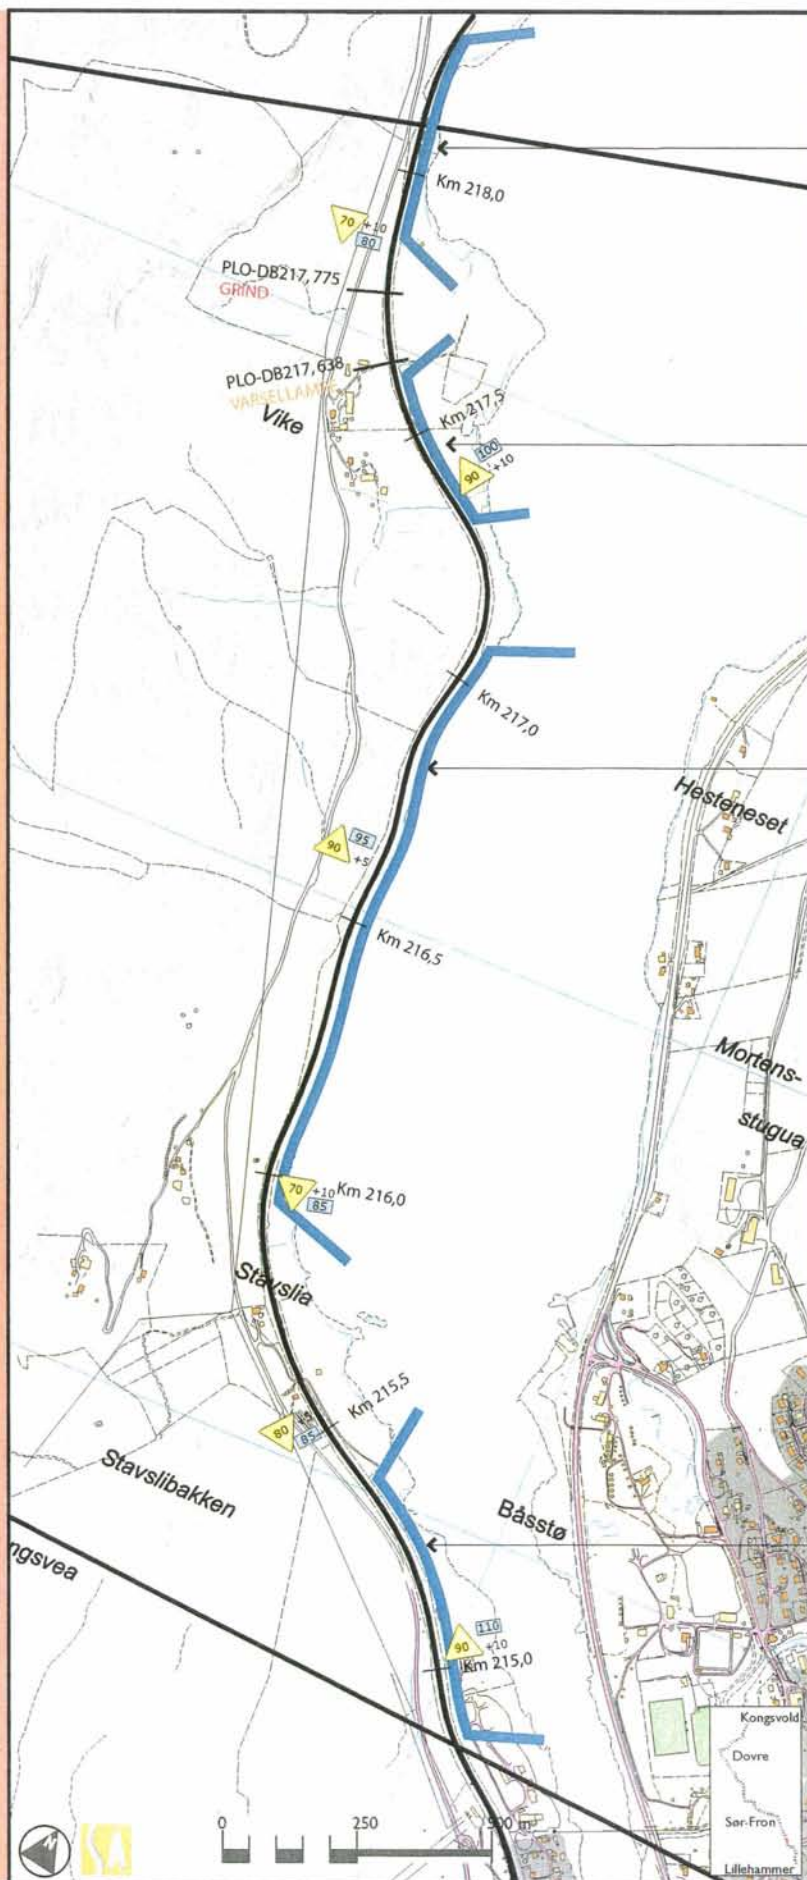 Km 218,0
70 +10
80
PLO-DB217,775
GRIND
PLO-DB217,638
VARSELLAMPE
Vike
Km 217,5
100
90 +10
Km 217,0
Hesteneset
95
90 +5
Km 216,5
Mortens-
stugua
70 +10
85
Km 216,0
Stavslia
Km 215,5
80 +5
85
Stavslibakken
Båsstø
ngsvea
110
90 +10
Km 215,0
Kongsvold
Dovre
Sør-Fron
Lillehammer
0 250 500 m